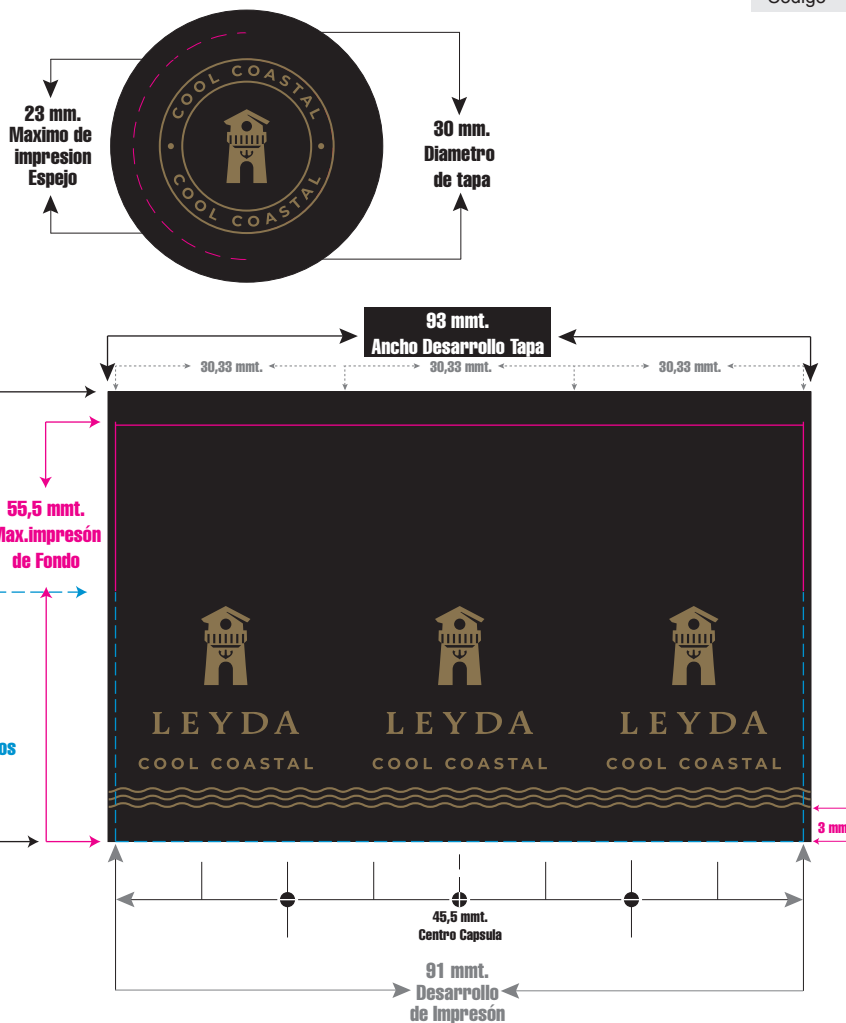 Codigo
COOL COASTAL
COOL COASTAL
23 mm.
Maximo de
impresion
Espejo
30 mm.
Diametro
de tapa
93 mmt.
Ancho Desarrollo Tapa
30,33 mmt.
30,33 mmt.
30,33 mmt.
55,5 mmt.
Max.impresón
de Fondo
LEYDA
LEYDA
LEYDA
COOL COASTAL
COOL COASTAL
COOL COASTAL
3 mm
45,5 mmt.
Centro Capsula
91 mmt.
Desarrollo
de Impresón